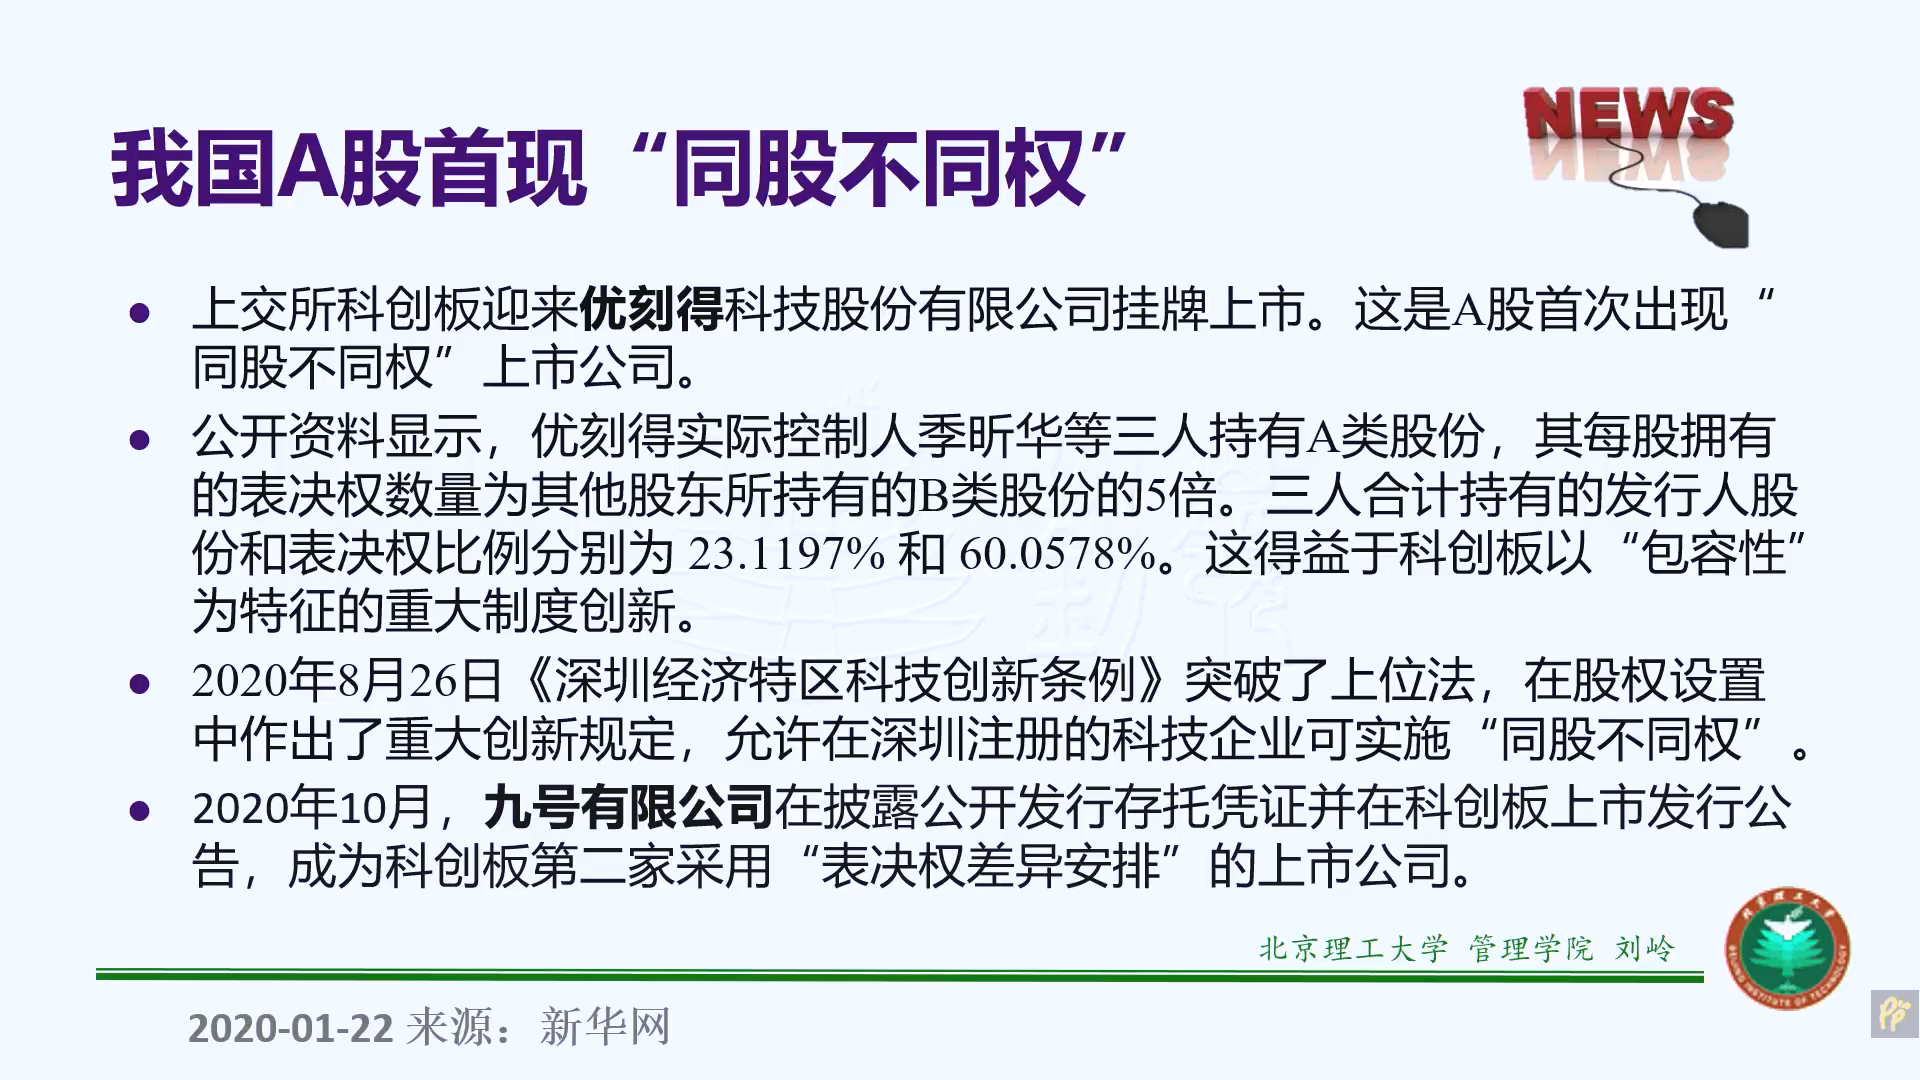 NEWS
我国A股首现“同股不同权”
● 上交所科创板迎来优刻得科技股份有限公司挂牌上市。这是A股首次出现“
同股不同权”上市公司。
● 公开资料显示，优刻得实际控制人季昕华等三人持有A类股份，其每股拥有
的表决权数量为其他股东所持有的B类股份的5倍。三人合计持有的发行人股
份和表决权比例分别为 23.1197% 和 60.0578%。这得益于科创板以“包容性”
为特征的重大制度创新。
● 2020年8月26日《深圳经济特区科技创新条例》突破了上位法，在股权设置
中作出了重大创新规定，允许在深圳注册的科技企业可实施“同股不同权”。
● 2020年10月，九号有限公司在披露公开发行存托凭证并在科创板上市发行公
告，成为科创板第二家采用“表决权差异安排”的上市公司。
北京理工大学 管理学院 刘岭
北京理工大学
BEIJING INSTITUTE OF TECHNOLOGY
2020-01-22 来源：新华网